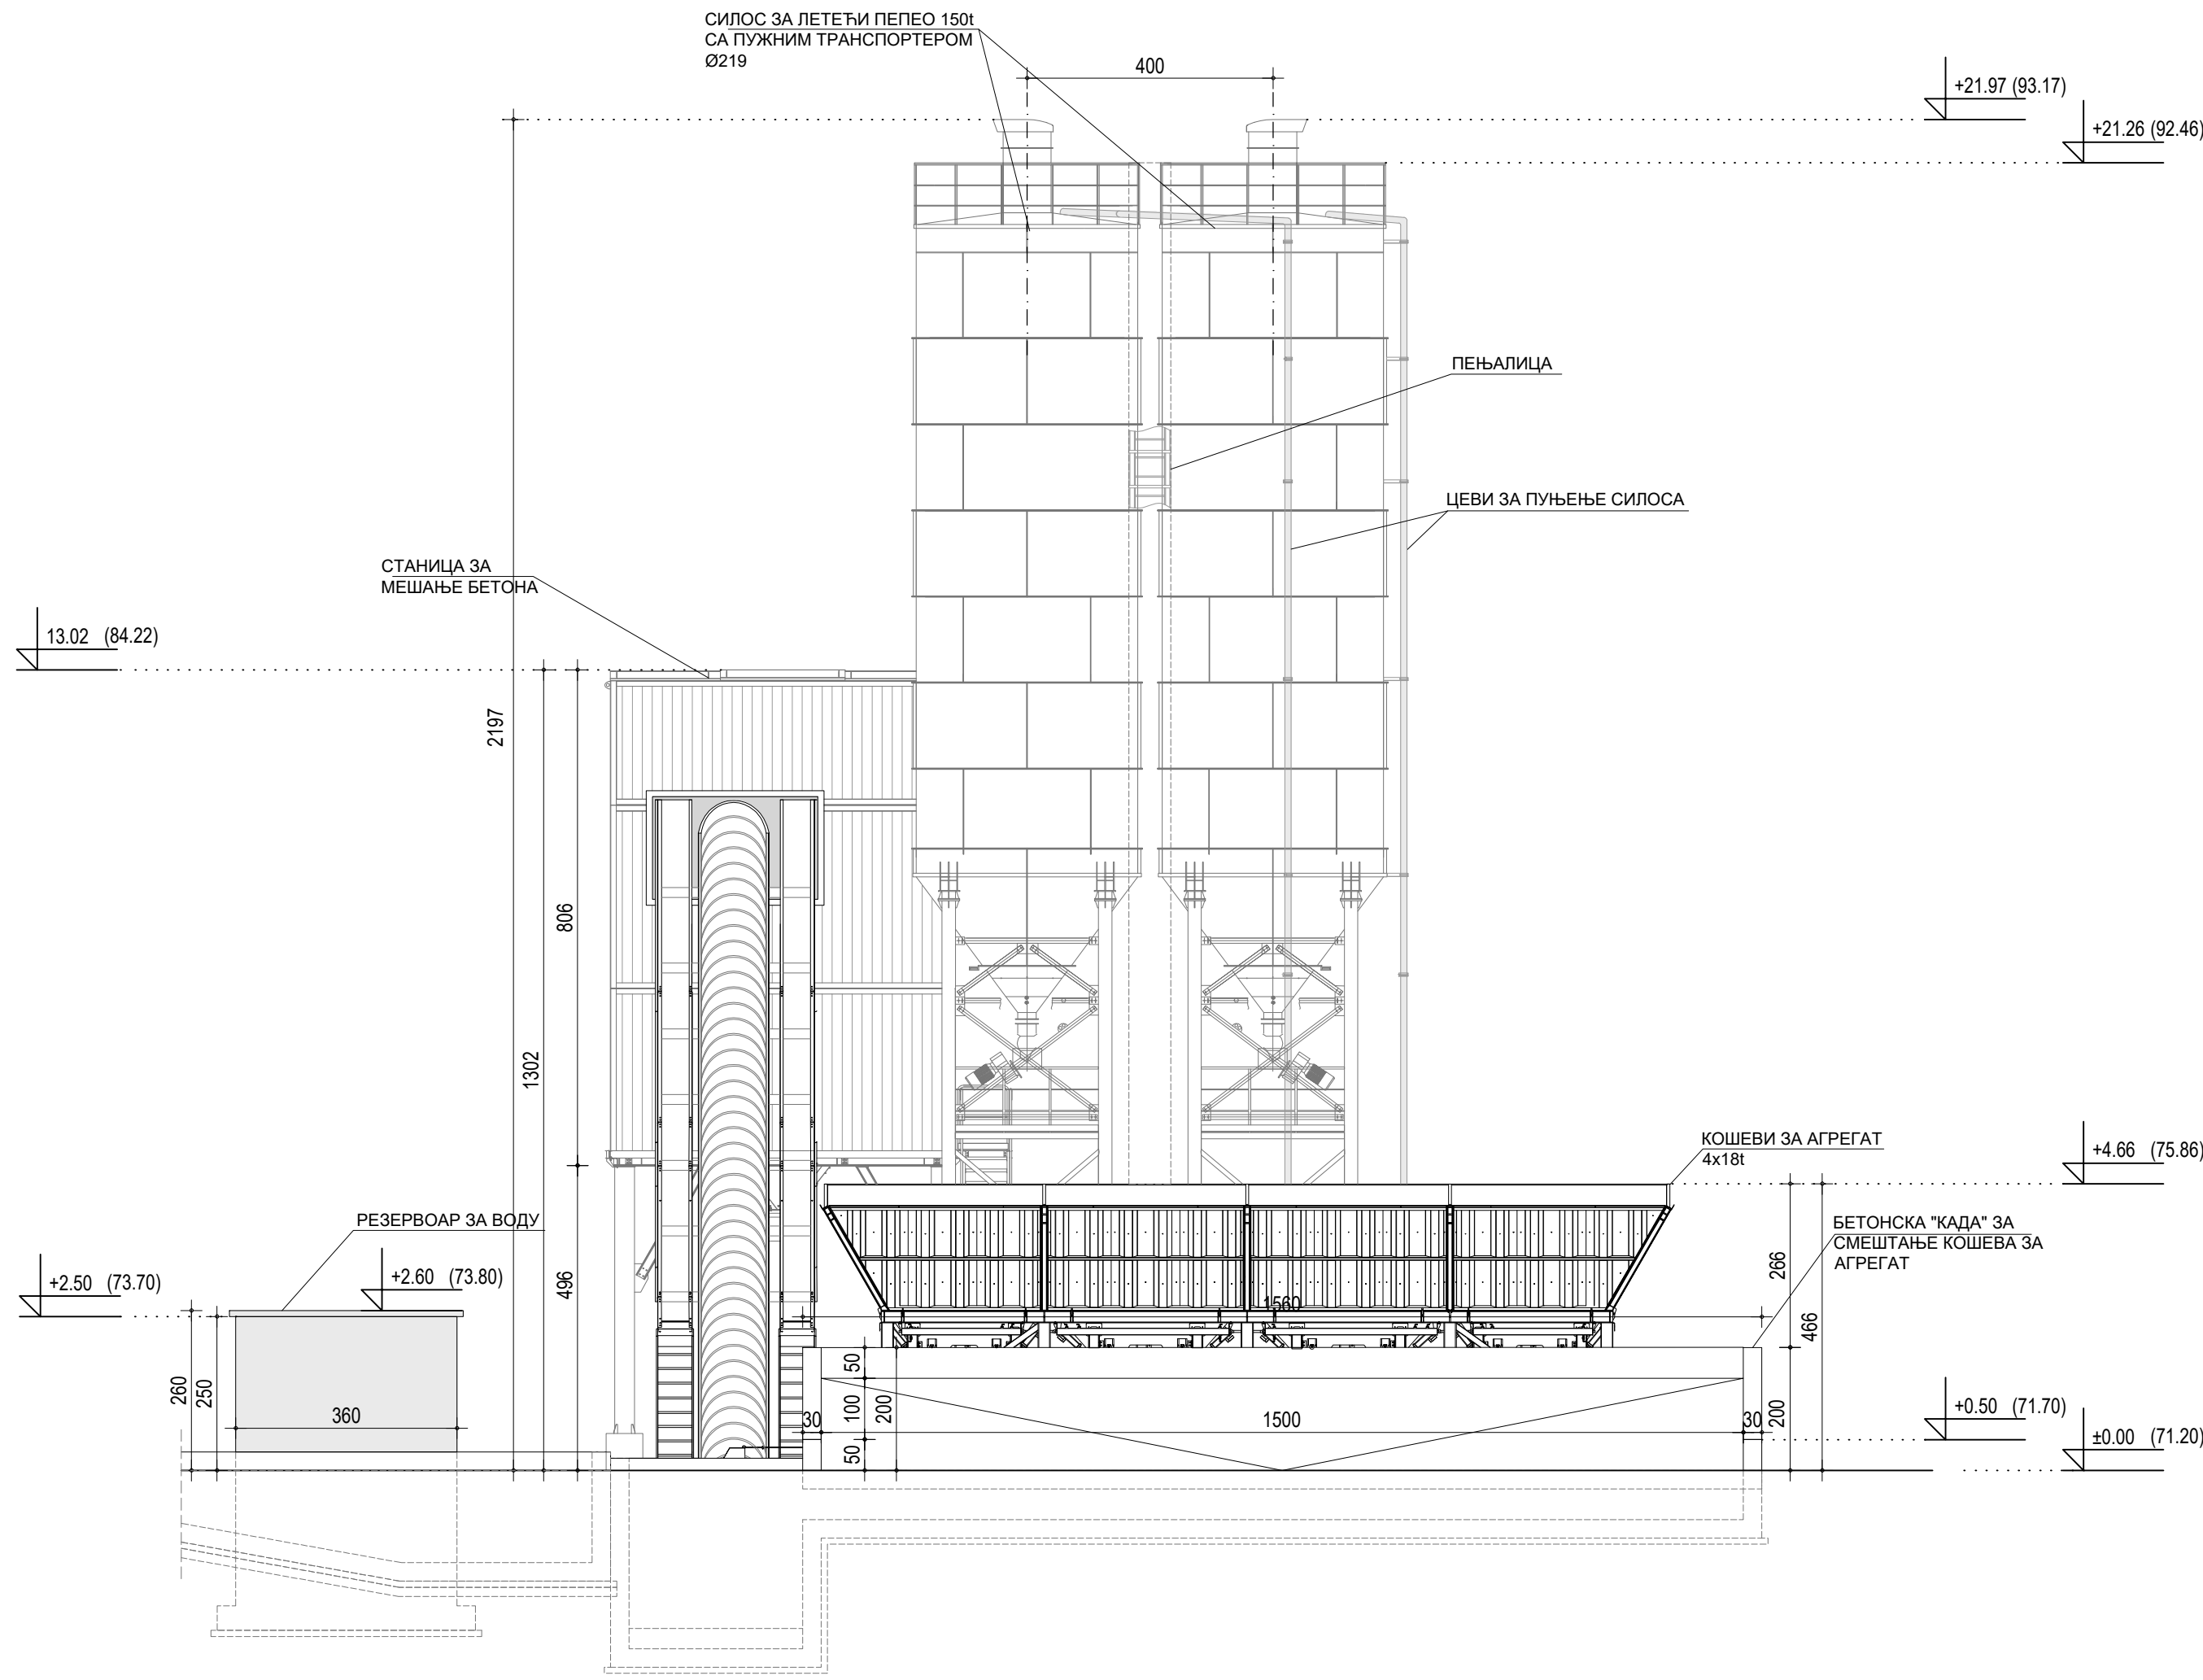 СИЛОС ЗА ЛЕТЕЋИ ПЕПЕО 150t
СА ПУЖНИМ ТРАНСПОРТЕРОМ
Ø219
400
+21.97 (93.17)
+21.26 (92.46)
ПЕЊАЛИЦА
ЦЕВИ ЗА ПУЊЕЊЕ СИЛОСА
СТАНИЦА ЗА
МЕШАЊЕ БЕТОНА
13.02 (84.22)
2197
806
1302
КОШЕВИ ЗА АГРЕГАТ
4x18t
+4.66 (75.86)
РЕЗЕРВОАР ЗА ВОДУ
БЕТОНСКА "КАДА" ЗА
СМЕШТАЊЕ КОШЕВА ЗА
АГРЕГАТ
+2.50 (73.70)
+2.60 (73.80)
496
266
466
1560
260
250
360
50
100
200
50
30
1500
30
200
+0.50 (71.70)
±0.00 (71.20)